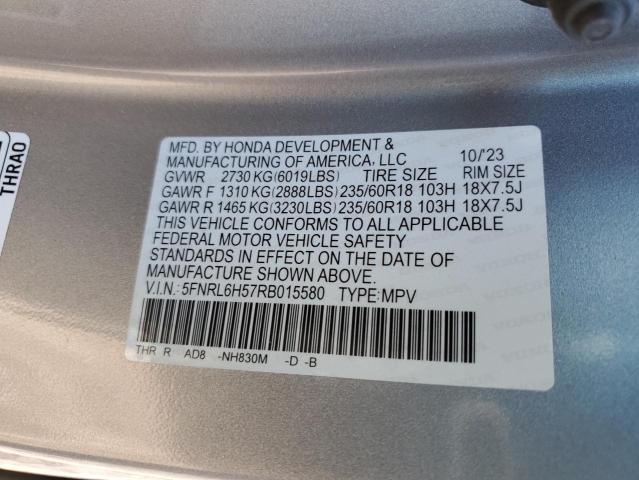 MFD. BY HONDA DEVELOPMENT &
MANUFACTURING OF AMERICA, LLC 10/'23
GVWR 2730 KG(6019LBS) TIRE SIZE RIM SIZE
GAWR F 1310 KG(2888LBS) 235/60R18 103H 18X7.5J
GAWR R 1465 KG(3230LBS) 235/60R18 103H 18X7.5J
THIS VEHICLE CONFORMS TO ALL APPLICABLE
FEDERAL MOTOR VEHICLE SAFETY
STANDARDS IN EFFECT ON THE DATE OF
MANUFACTURE SHOWN ABOVE.
V.I.N.: 5FNRL6H57RB015580 TYPE: MPV
THR R AD8 -NH830M -D -B
THRA0